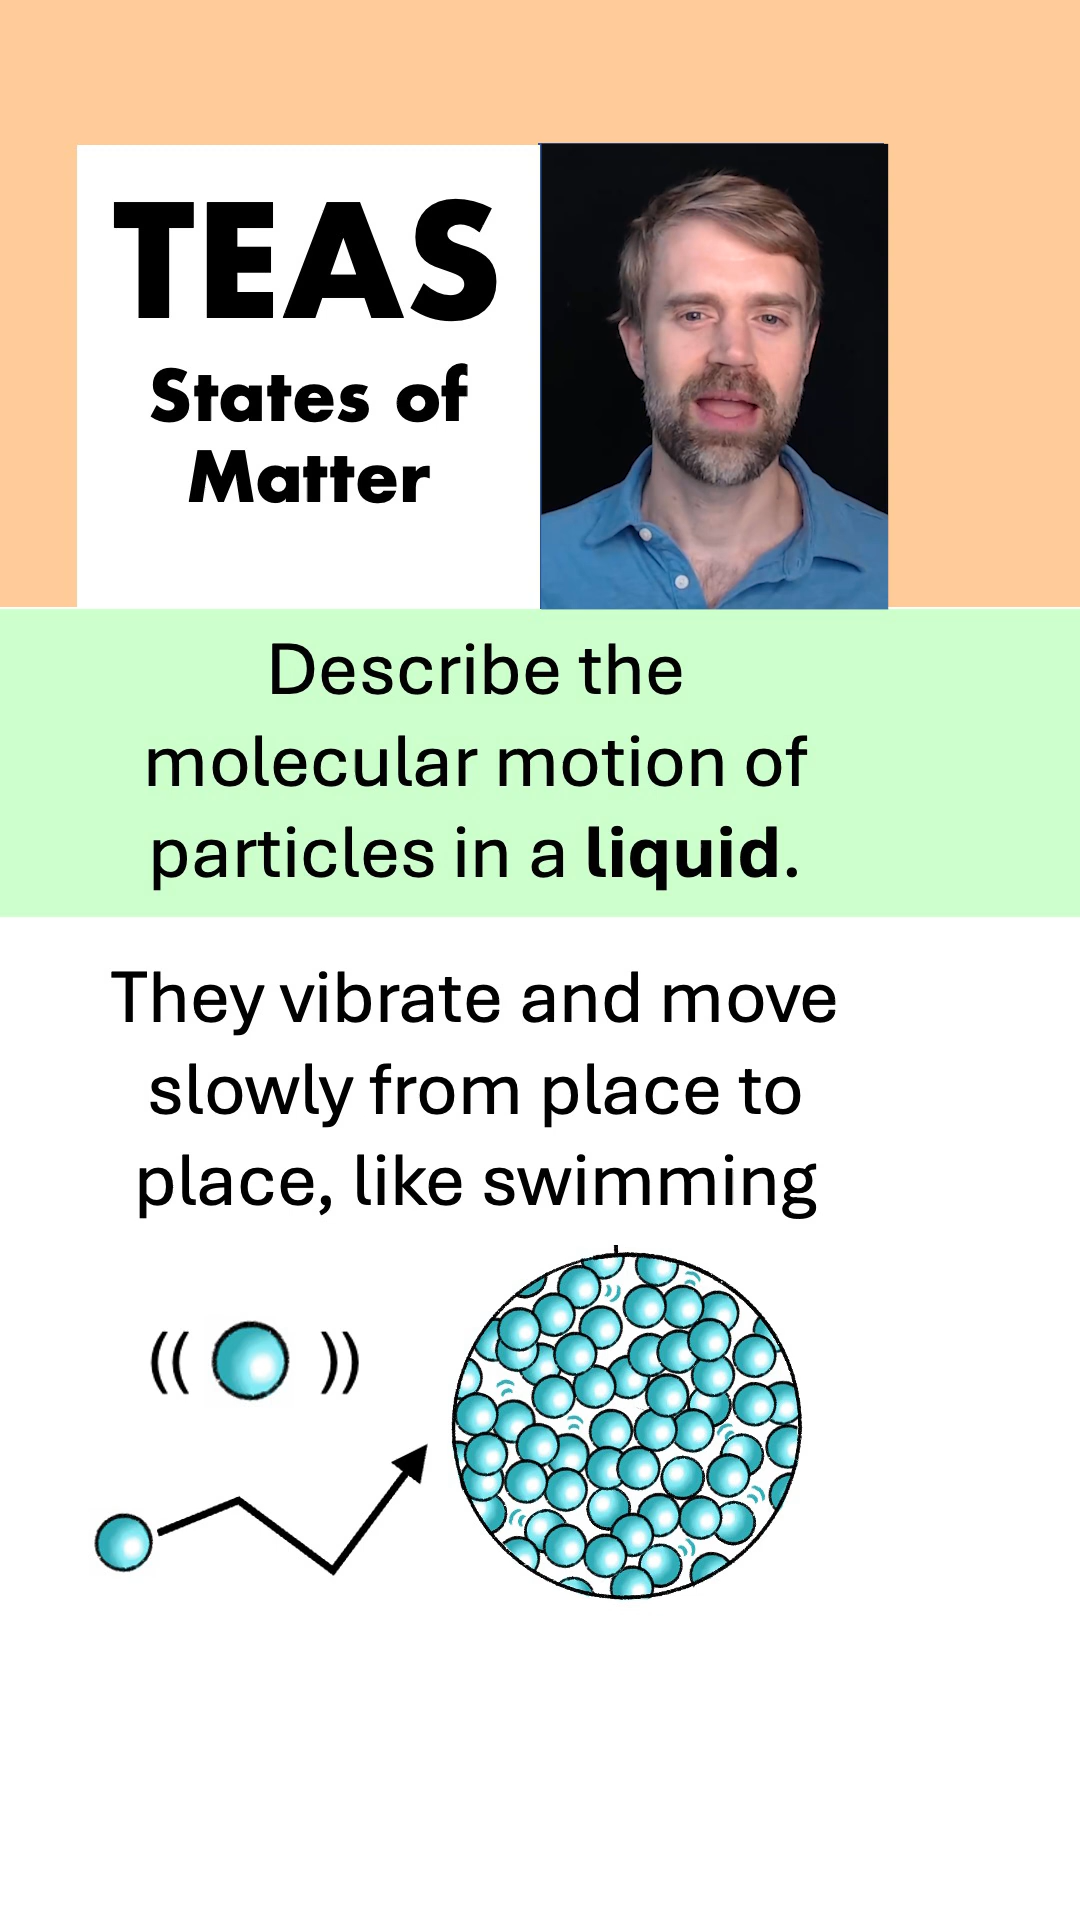 TEAS
States of
Matter
Describe the
molecular motion of
particles in a liquid.
They vibrate and move
slowly from place to
place, like swimming